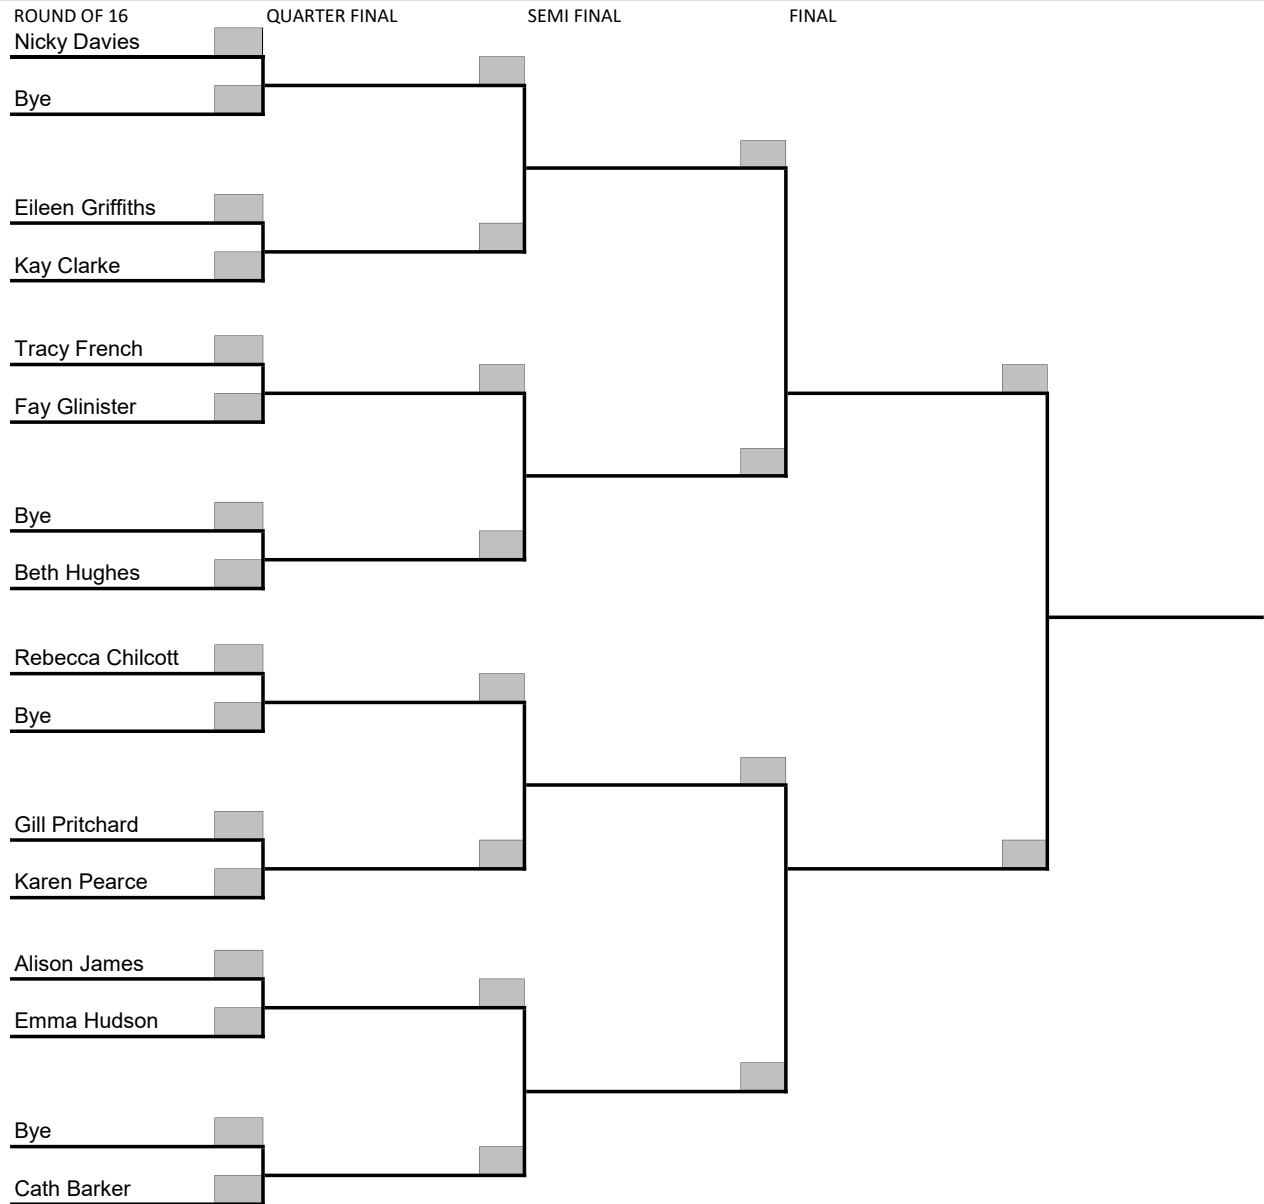 ROUND OF 16 QUARTER FINAL SEMI FINAL FINAL
Nicky Davies
Bye
Eileen Griffiths
Kay Clarke
Tracy French
Fay Glinister
Bye
Beth Hughes
Rebecca Chilcott
Bye
Gill Pritchard
Karen Pearce
Alison James
Emma Hudson
Bye
Cath Barker